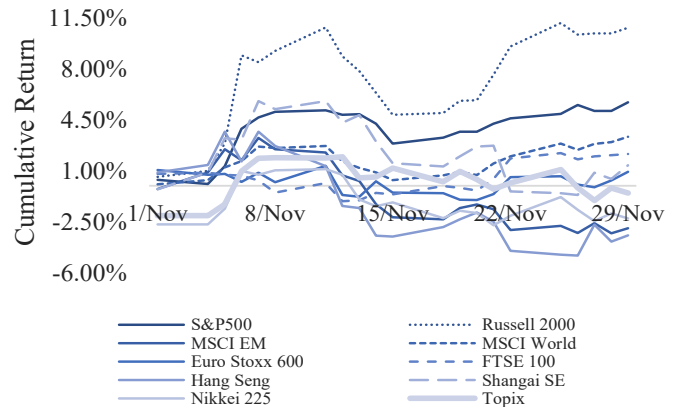 11.50%
8.00%
4.50%
1.00%
-2.50%
-6.00%
Cumulative Return
1/Nov 8/Nov 15/Nov 22/Nov 29/Nov
S&P500 Russell 2000
MSCI EM MSCI World
Euro Stoxx 600 FTSE 100
Hang Seng Shangai SE
Nikkei 225 Topix